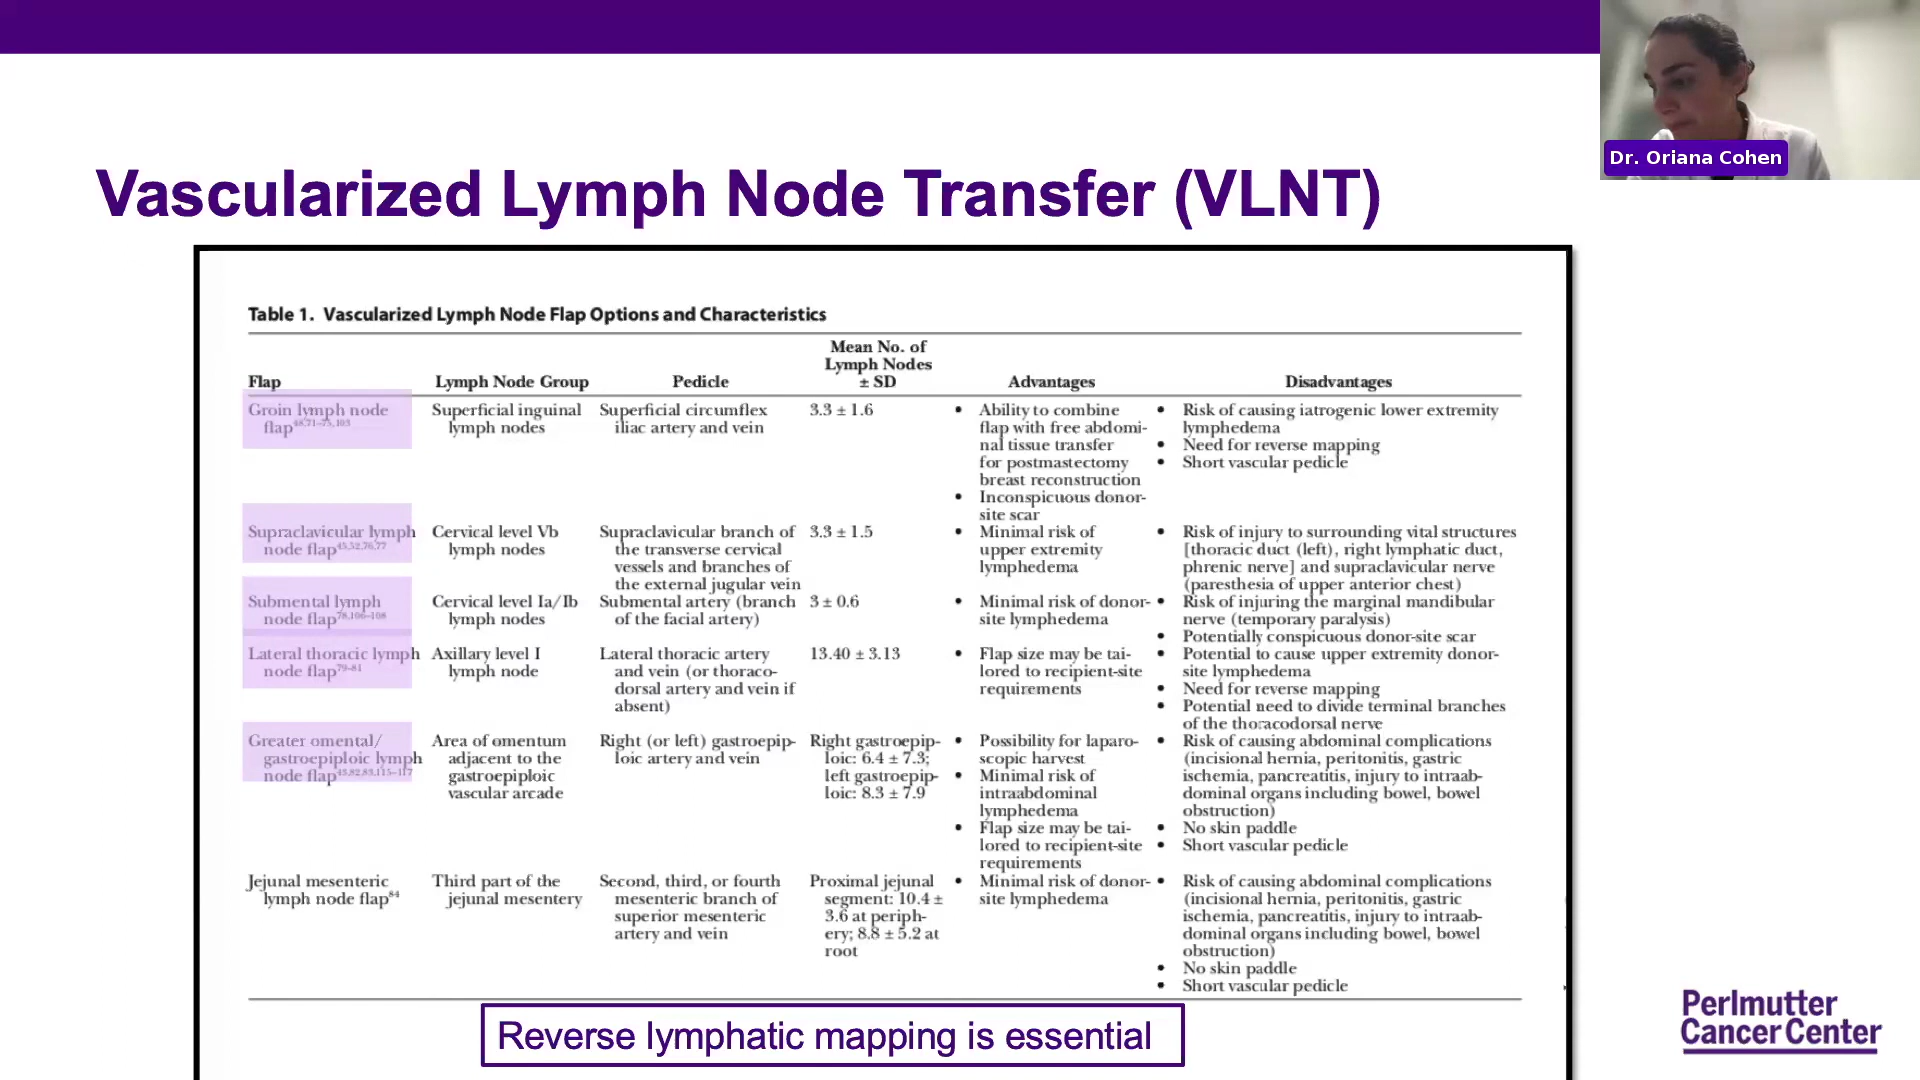 Dr. Oriana Cohen
Vascularized Lymph Node Transfer (VLNT)
Table 1. Vascularized Lymph Node Flap Options and Characteristics
Flap
Lymph Node Group
Pedicle
Mean No. of
Lymph Nodes
± SD
Advantages
Disadvantages
Groin lymph node
flap
Superficial inguinal
lymph nodes
Superficial circumflex
iliac artery and vein
3.3 ± 1.6
• Ability to combine
flap with free abdomi-
nal tissue transfer
for postmastectomy
breast reconstruction
• Inconspicuous donor-
site scar
• Risk of causing iatrogenic lower extremity
lymphedema
• Need for reverse mapping
• Short vascular pedicle
Supraclavicular lymph
node flap45,52,76,77
Cervical level Vb
lymph nodes
Supraclavicular branch of
the transverse cervical
vessels and branches of
the external jugular vein
3.3 ± 1.5
• Minimal risk of
upper extremity
lymphedema
• Risk of injury to surrounding vital structures
[thoracic duct (left), right lymphatic duct,
phrenic nerve] and supraclavicular nerve
(paresthesia of upper anterior chest)
Submental lymph
node flap78,106–108
Cervical level Ia/Ib
lymph nodes
Submental artery (branch
of the facial artery)
3 ± 0.6
• Minimal risk of donor-
site lymphedema
• Risk of injuring the marginal mandibular
nerve (temporary paralysis)
• Potentially conspicuous donor-site scar
Lateral thoracic lymph
node flap79–81
Axillary level I
lymph node
Lateral thoracic artery
and vein (or thoraco-
dorsal artery and vein if
absent)
13.40 ± 3.13
• Flap size may be tai-
lored to recipient-site
requirements
• Potential to cause upper extremity donor-
site lymphedema
• Need for reverse mapping
• Potential need to divide terminal branches
of the thoracodorsal nerve
Greater omental/
gastroepiploic lymph
node flap
Area of omentum
adjacent to the
gastroepiploic
vascular arcade
Right (or left) gastroepip-
loic artery and vein
Right gastroepip-
loic: 6.4 ± 7.3;
left gastroepip-
loic: 8.3 ± 7.9
• Possibility for laparo-
scopic harvest
• Minimal risk of
intraabdominal
lymphedema
• Flap size may be tai-
lored to recipient-site
requirements
• Risk of causing abdominal complications
(incisional hernia, peritonitis, gastric
ischemia, pancreatitis, injury to intraab-
dominal organs including bowel, bowel
obstruction)
• No skin paddle
• Short vascular pedicle
Jejunal mesenteric
lymph node flap84
Third part of the
jejunal mesentery
Second, third, or fourth
mesenteric branch of
superior mesenteric
artery and vein
Proximal jejunal
segment: 10.4 ±
3.6 at periph-
ery; 8.8 ± 5.2 at
root
• Minimal risk of donor-
site lymphedema
• Risk of causing abdominal complications
(incisional hernia, peritonitis, gastric
ischemia, pancreatitis, injury to intraab-
dominal organs including bowel, bowel
obstruction)
• No skin paddle
• Short vascular pedicle
Reverse lymphatic mapping is essential
Perlmutter
Cancer Center